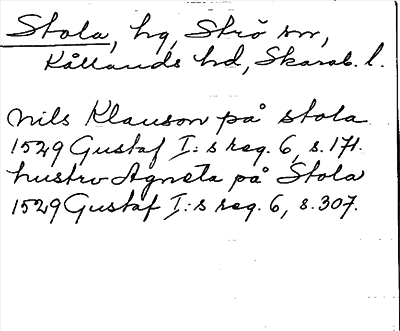 Stola, hg, Strö sn,
Kållands hd, Skarab. l.
Nils Klauson på Stola
1529 Gustaf I:s reg. 6, s. 171.
hustro Agneta på Stola
1529 Gustaf I:s reg. 6, s. 307.